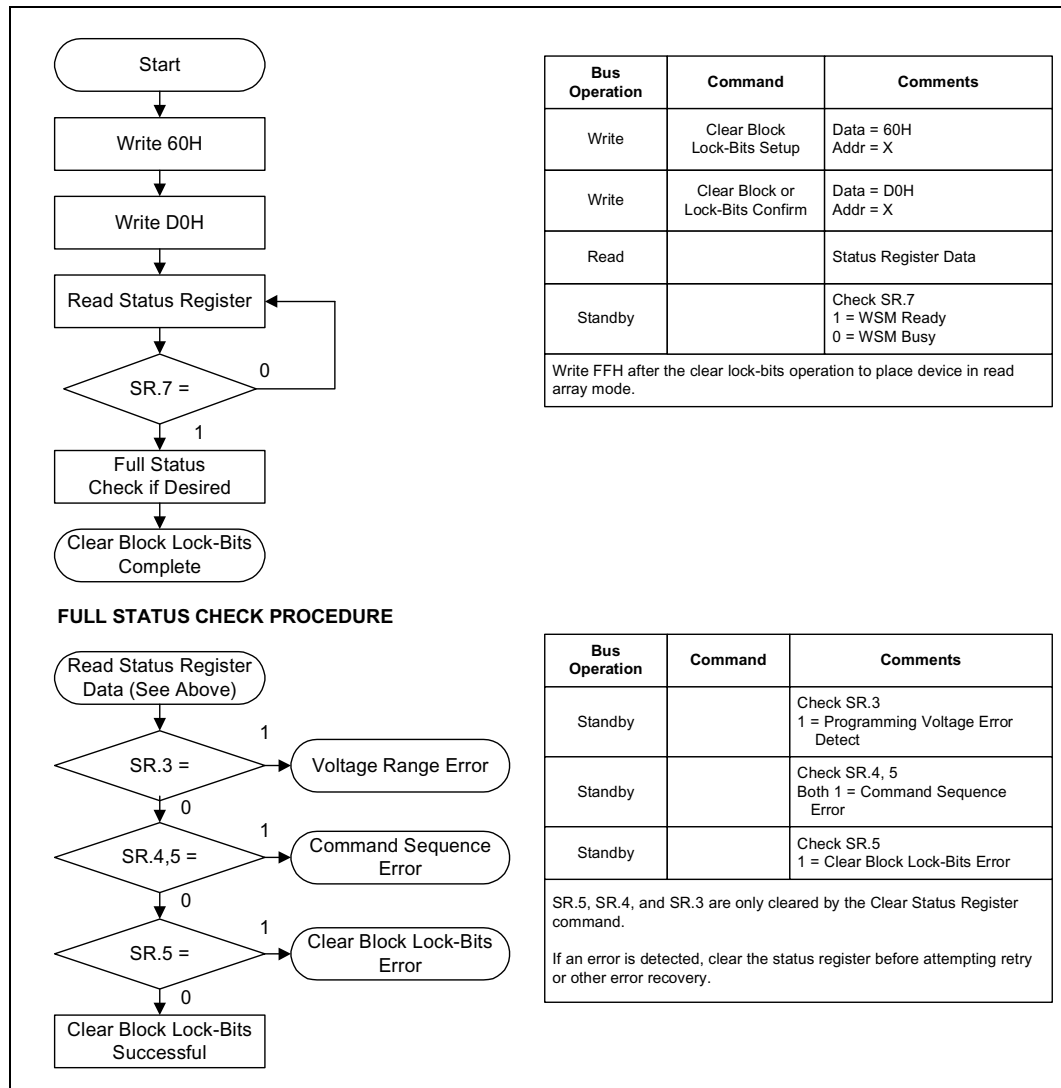 Start
Write 60H
Write D0H
Read Status Register
0
SR.7 =
1
Full Status
Check if Desired
Clear Block Lock-Bits
Complete
Bus
Operation
Command
Comments
Write
Clear Block
Lock-Bits Setup
Data = 60H
Addr = X
Write
Clear Block or
Lock-Bits Confirm
Data = D0H
Addr = X
Read
Status Register Data
Standby
Check SR.7
1 = WSM Ready
0 = WSM Busy
Write FFH after the clear lock-bits operation to place device in read
array mode.
FULL STATUS CHECK PROCEDURE
Read Status Register
Data (See Above)
1
SR.3 =
Voltage Range Error
0
1
SR.4,5 =
Command Sequence
Error
0
1
SR.5 =
Clear Block Lock-Bits
Error
0
Clear Block Lock-Bits
Successful
Bus
Operation
Command
Comments
Standby
Check SR.3
1 = Programming Voltage Error
Detect
Standby
Check SR.4, 5
Both 1 = Command Sequence
Error
Standby
Check SR.5
1 = Clear Block Lock-Bits Error
SR.5, SR.4, and SR.3 are only cleared by the Clear Status Register
command.
If an error is detected, clear the status register before attempting retry
or other error recovery.